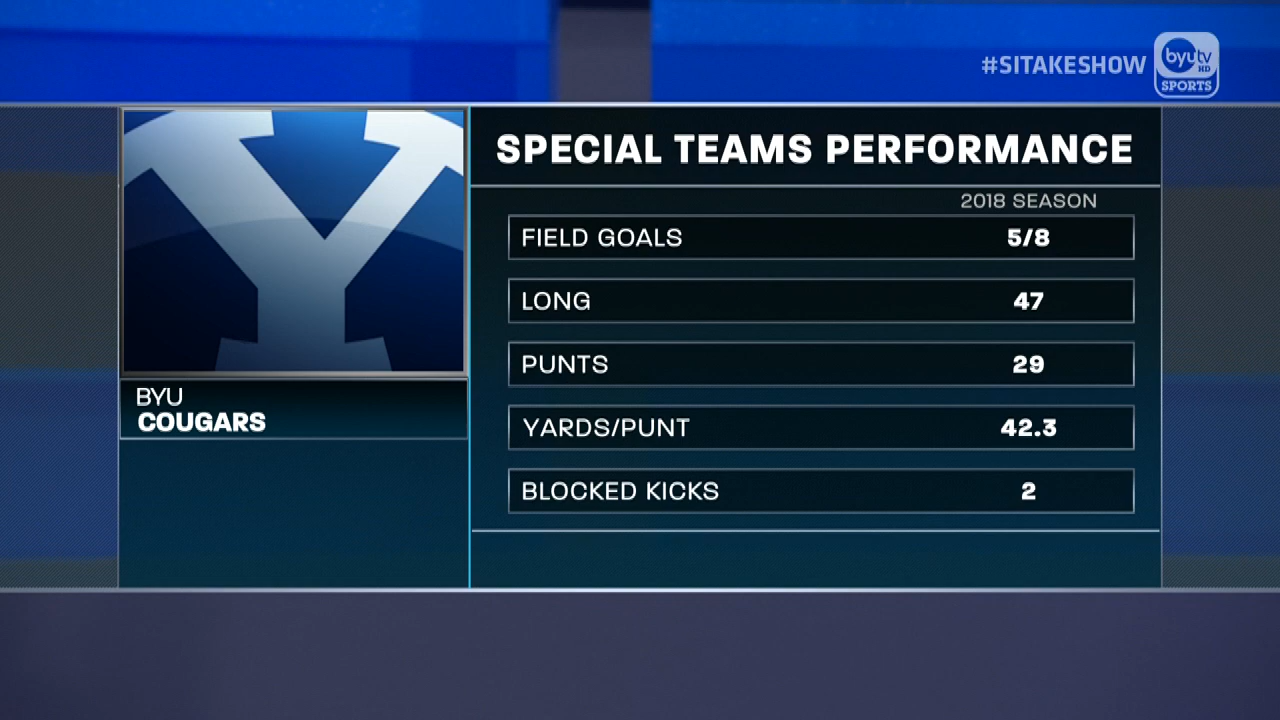 #SITAKESHOW
byutv
HD
SPORTS
SPECIAL TEAMS PERFORMANCE
2018 SEASON
FIELD GOALS 5/8
LONG 47
PUNTS 29
YARDS/PUNT 42.3
BLOCKED KICKS 2
Y
BYU
COUGARS